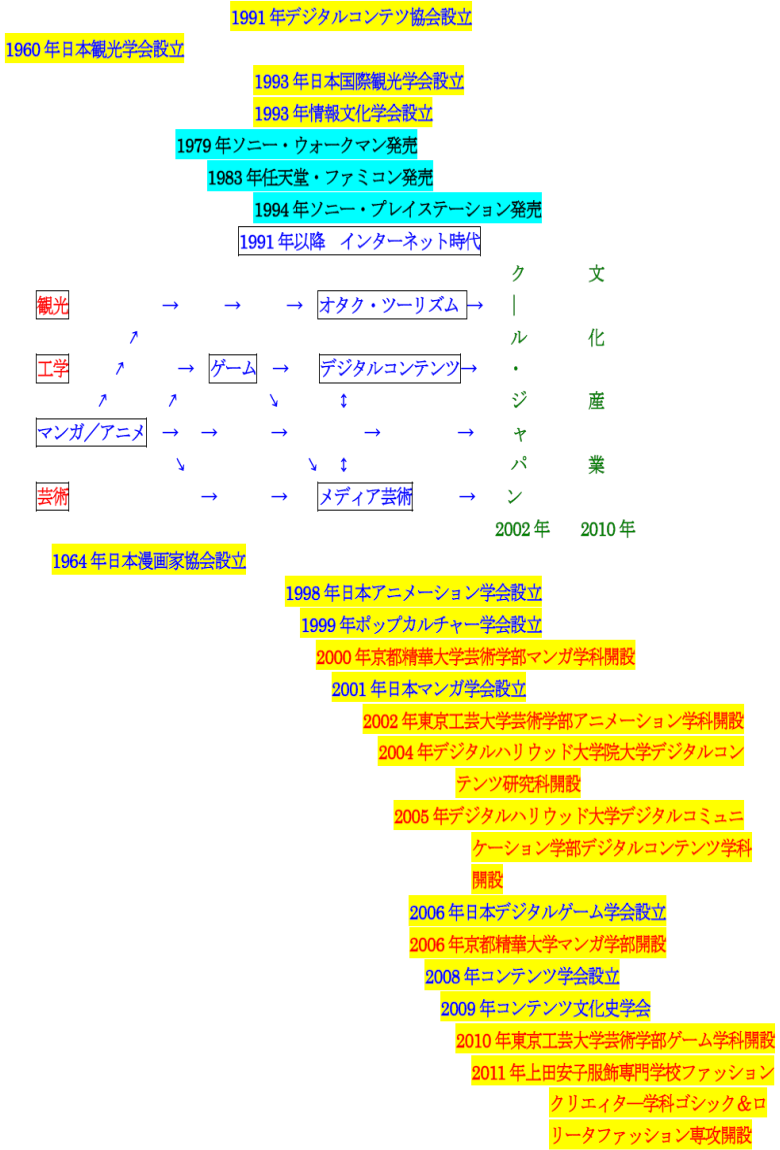 1991年デジタルコンテツ協会設立
1960年日本観光学会設立
1993年日本国際観光学会設立
1993年情報文化学会設立
1979年ソニー・ウォークマン発売
1983年任天堂・ファミコン発売
1994年ソニー・プレイステーション発売
1991年以降　インターネット時代
ク　文
観光　→　→　→　オタク・ツーリズム　→　｜
↗　ル　化
工学　↗　→　ゲーム　→　デジタルコンテンツ→　・
↗　↗　↘　↕　ジ　産
マンガ／アニメ　→　→　→　→　→　ャ
↘　↘　↕　パ　業
芸術　→　→　メディア芸術　→　ン
2002年　2010年
1964年日本漫画家協会設立
1998年日本アニメーション学会設立
1999年ポップカルチャー学会設立
2000年京都精華大学芸術学部マンガ学科開設
2001年日本マンガ学会設立
2002年東京工芸大学芸術学部アニメーション学科開設
2004年デジタルハリウッド大学院大学デジタルコン
テンツ研究科開設
2005年デジタルハリウッド大学デジタルコミュニ
ケーション学部デジタルコンテンツ学科
開設
2006年日本デジタルゲーム学会設立
2006年京都精華大学マンガ学部開設
2008年コンテンツ学会設立
2009年コンテンツ文化史学会
2010年東京工芸大学芸術学部ゲーム学科開設
2011年上田安子服飾専門学校ファッション
クリエィター学科ゴシック＆ロ
リータファッション専攻開設